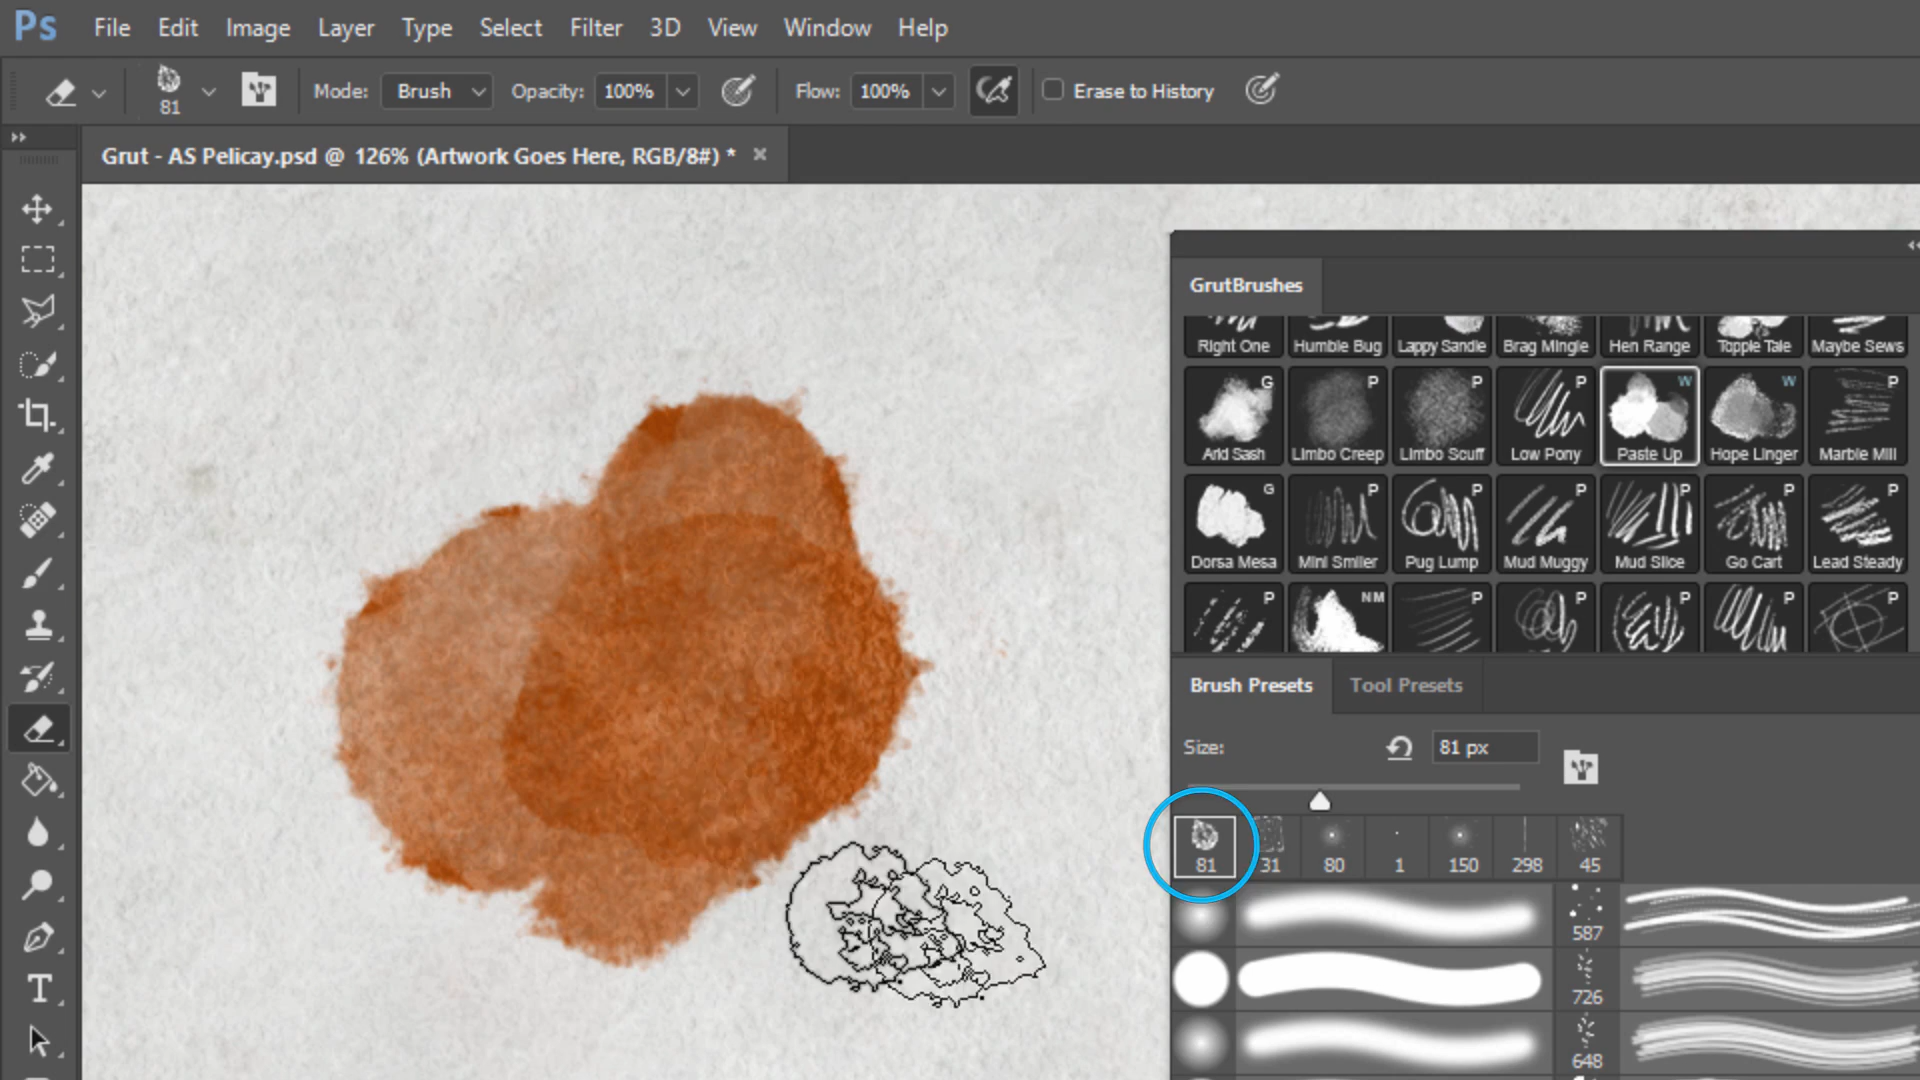 Ps File Edit Image Layer Type Select Filter 3D View Window Help
81 Mode: Brush Opacity: 100% Flow: 100% Erase to History
Grut - AS Pelicay.psd @ 126% (Artwork Goes Here, RGB/8#) * ×
GrutBrushes
Right One Humble Bug Lappy Sandle Brag Mingle Hen Range Topple Tale Maybe Sews
G P P P W W P
Arid Sash Limbo Creep Limbo Scuff Low Pony Paste Up Hope Linger Marble Mill
G P P P P P P
Dorsa Mesa Mini Smiler Pug Lump Mud Muggy Mud Slice Go Cart Lead Steady
P NM P P P P P
Brush Presets Tool Presets
Size: 81 px
81 31 80 1 150 298 45
587
726
648
T